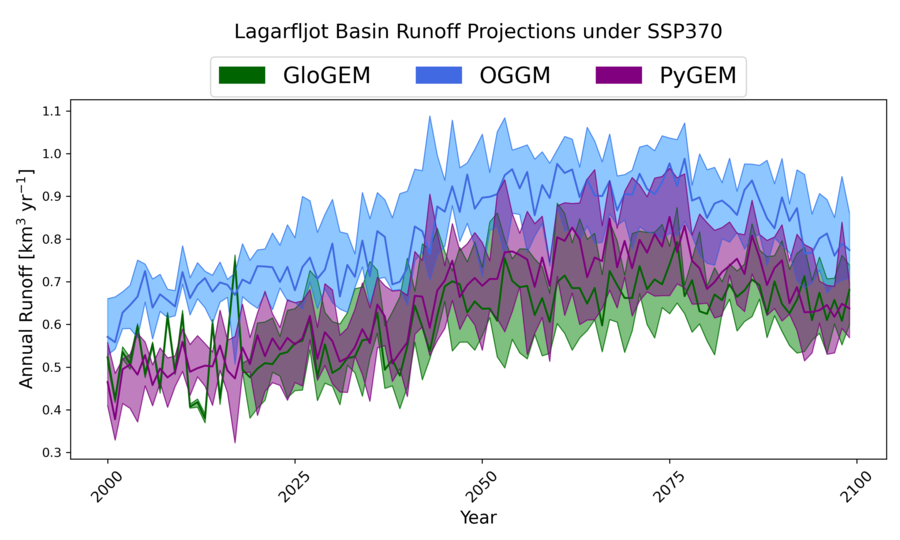 Lagarfljot Basin Runoff Projections under SSP370
GloGEM OGGM PyGEM
Annual Runoff [km³ yr⁻¹]
1.1
1.0
0.9
0.8
0.7
0.6
0.5
0.4
0.3
2000 2025 2050 2075 2100
Year